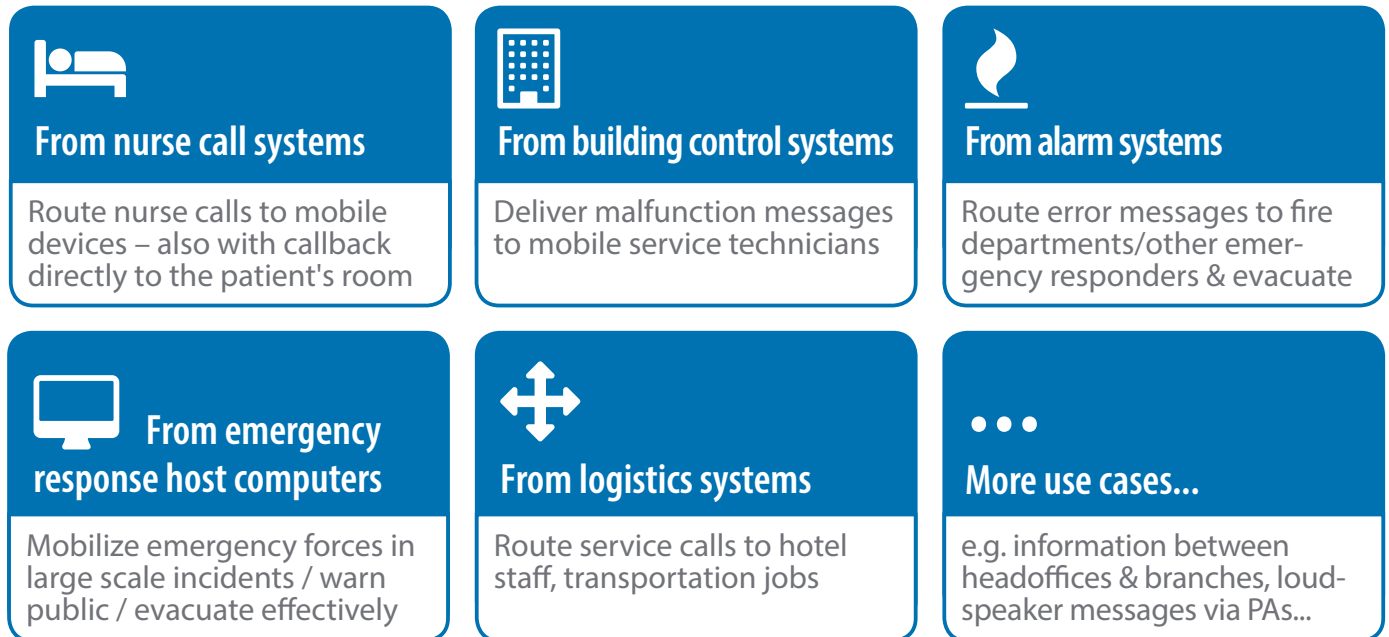 From nurse call systems
Route nurse calls to mobile
devices – also with callback
directly to the patient's room
From building control systems
Deliver malfunction messages
to mobile service technicians
From alarm systems
Route error messages to fire
departments/other emer-
gency responders & evacuate
From emergency
response host computers
Mobilize emergency forces in
large scale incidents / warn
public / evacuate effectively
From logistics systems
Route service calls to hotel
staff, transportation jobs
More use cases...
e.g. information between
headoffices & branches, loud-
speaker messages via PAs...